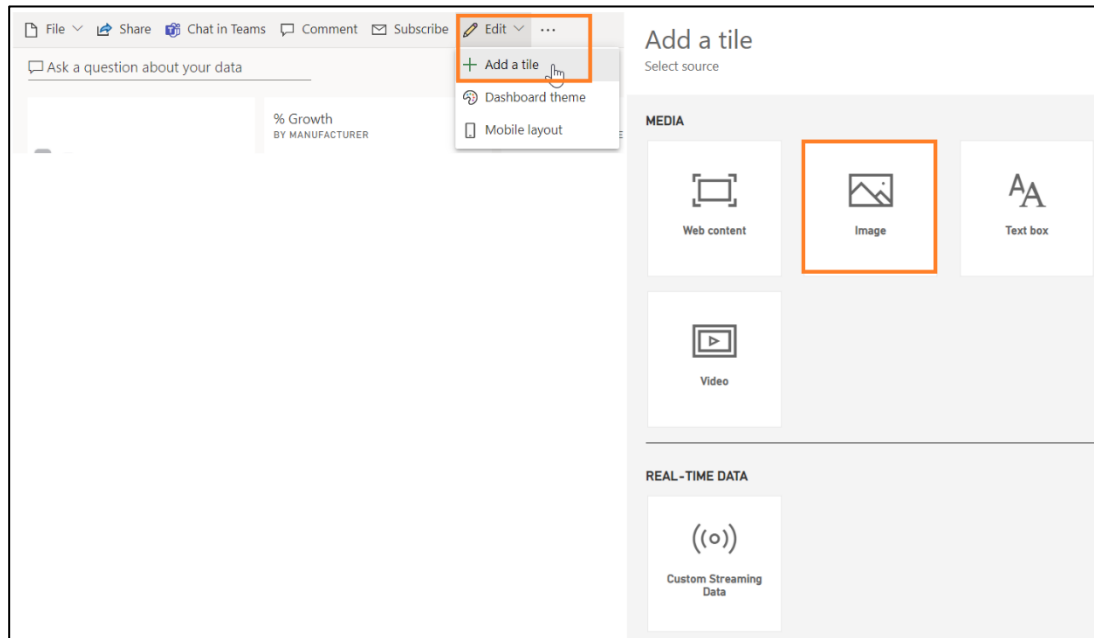 File Share Chat in Teams Comment Subscribe Edit ...
Ask a question about your data
Add a tile
Dashboard theme
Mobile layout
% Growth
BY MANUFACTURER
Add a tile
Select source
MEDIA
Web content
Image
Text box
Video
REAL-TIME DATA
Custom Streaming
Data